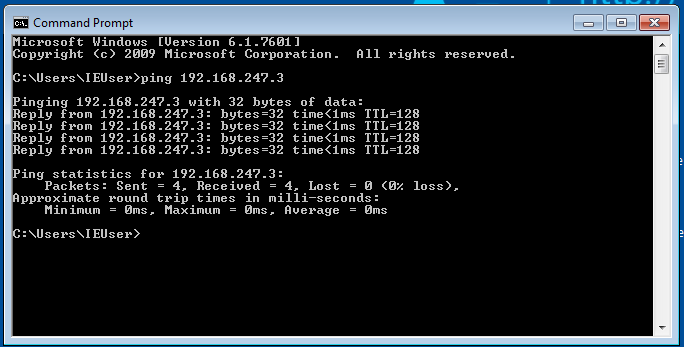 http://
Command Prompt
Microsoft Windows [Version 6.1.7601]
Copyright (c) 2009 Microsoft Corporation.  All rights reserved.
C:\Users\IEUser>ping 192.168.247.3
Pinging 192.168.247.3 with 32 bytes of data:
Reply from 192.168.247.3: bytes=32 time<1ms TTL=128
Reply from 192.168.247.3: bytes=32 time<1ms TTL=128
Reply from 192.168.247.3: bytes=32 time<1ms TTL=128
Reply from 192.168.247.3: bytes=32 time<1ms TTL=128
Ping statistics for 192.168.247.3:
    Packets: Sent = 4, Received = 4, Lost = 0 (0% loss),
Approximate round trip times in milli-seconds:
    Minimum = 0ms, Maximum = 0ms, Average = 0ms
C:\Users\IEUser>